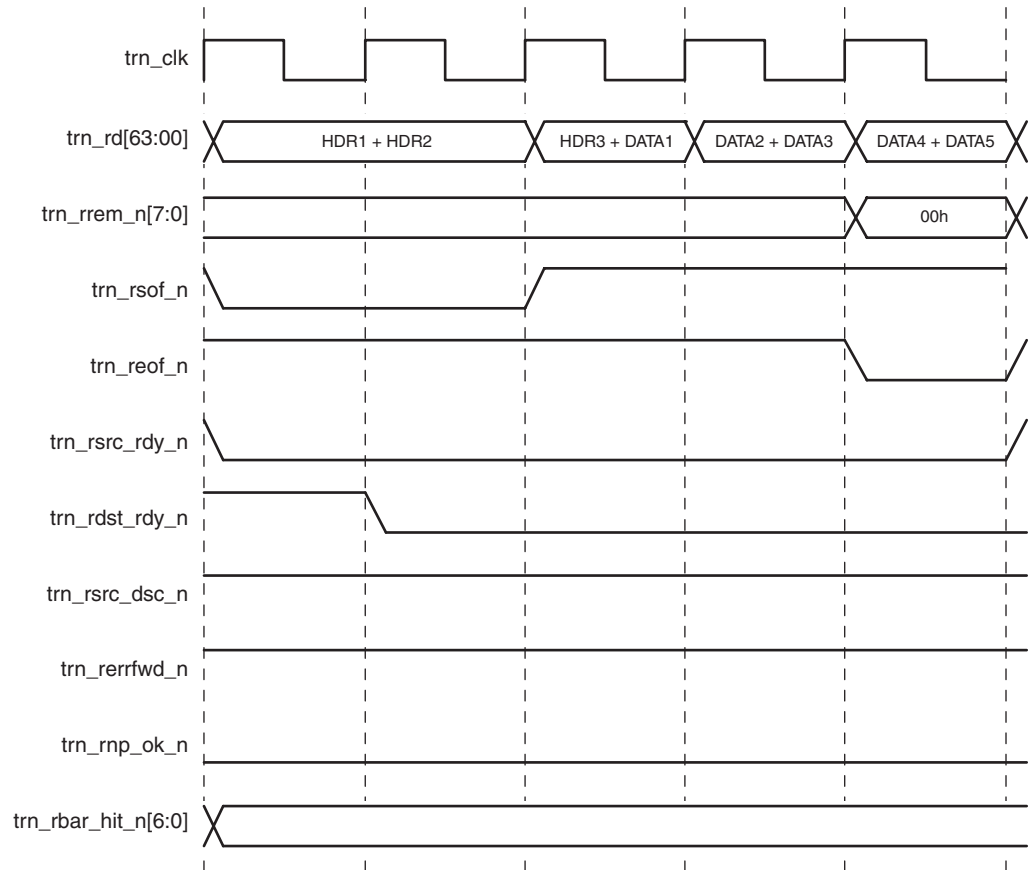 trn_clk
trn_rd[63:00]
HDR1 + HDR2
HDR3 + DATA1
DATA2 + DATA3
DATA4 + DATA5
trn_rrem_n[7:0]
00h
trn_rsof_n
trn_reof_n
trn_rsrc_rdy_n
trn_rdst_rdy_n
trn_rsrc_dsc_n
trn_rerrfwd_n
trn_rnp_ok_n
trn_rbar_hit_n[6:0]